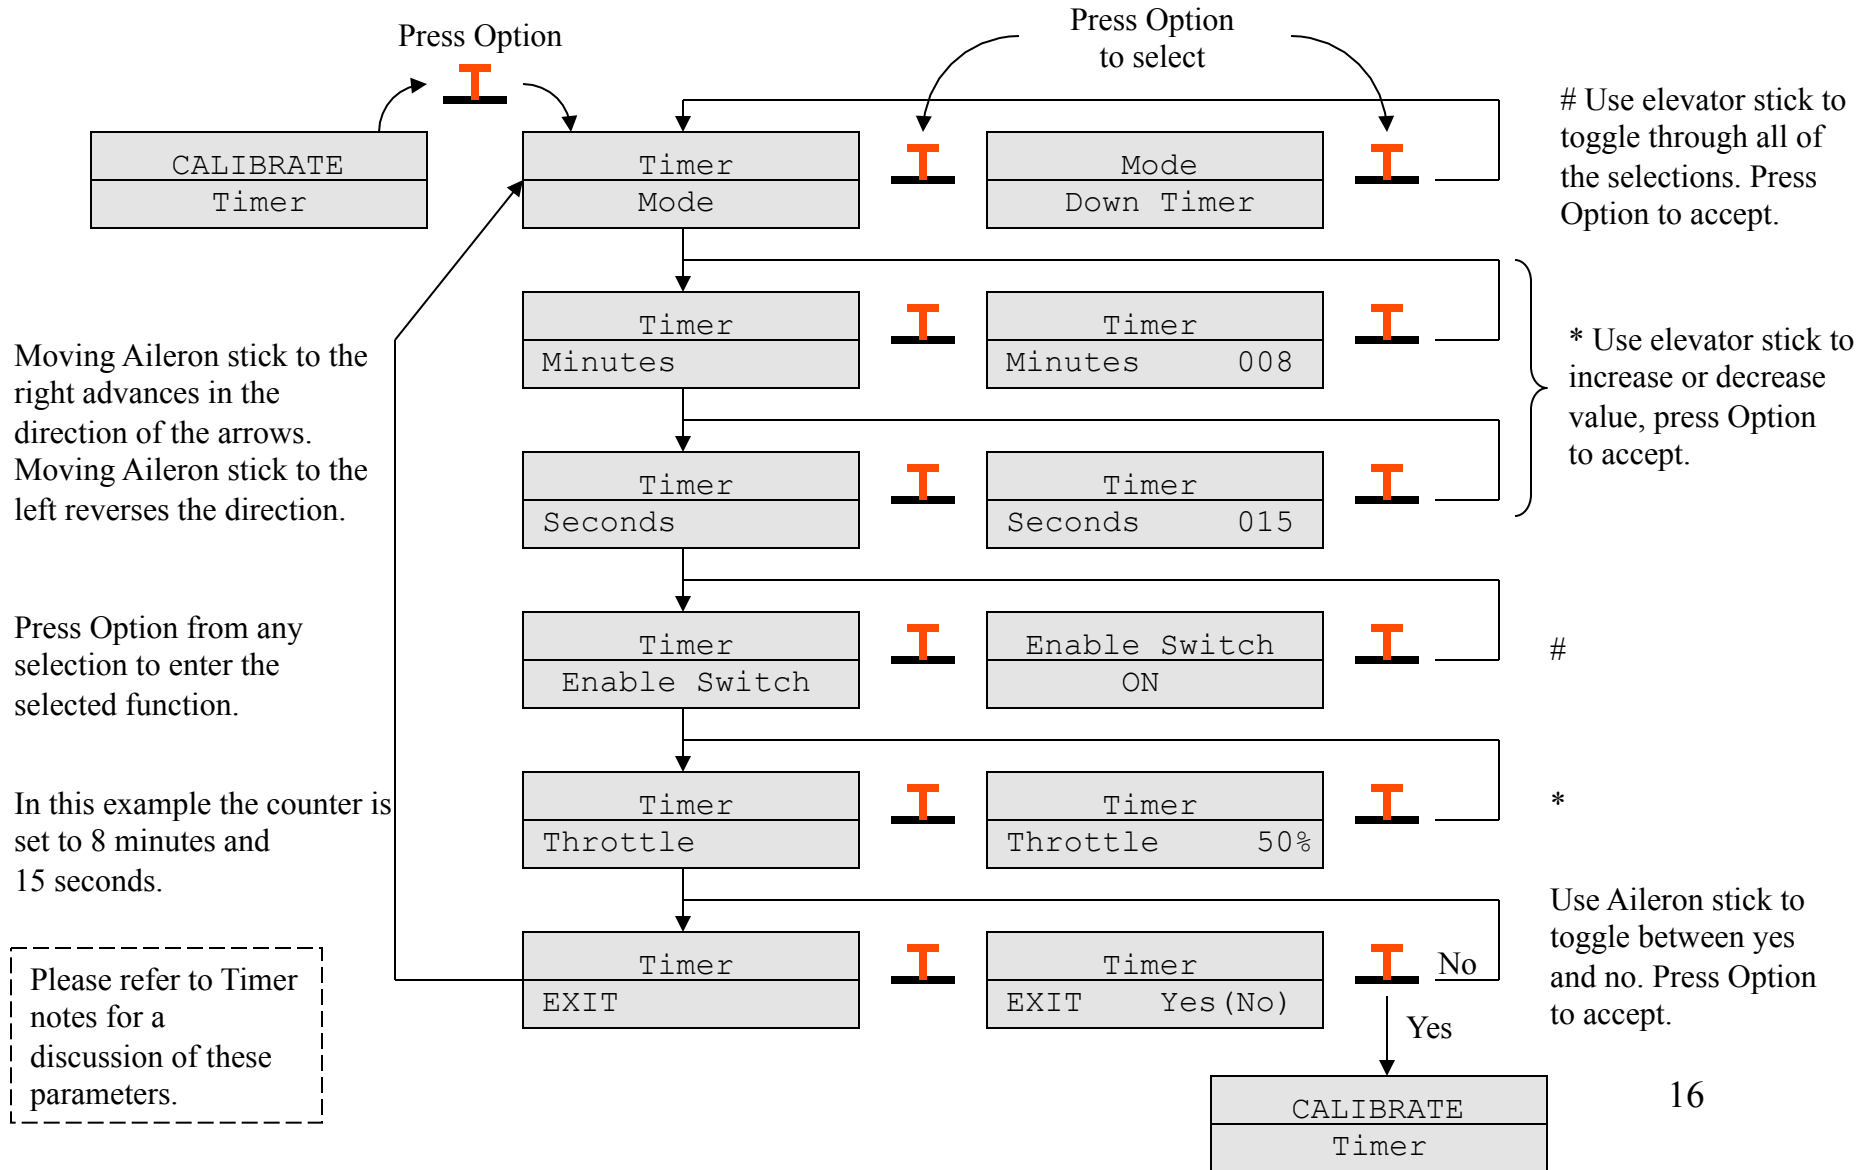 Press Option
Press Option
to select
CALIBRATE
Timer
Timer
Mode
Mode
Down Timer
# Use elevator stick to
toggle through all of
the selections. Press
Option to accept.
Timer
Minutes
Timer
Minutes 008
* Use elevator stick to
increase or decrease
value, press Option
to accept.
Moving Aileron stick to the
right advances in the
direction of the arrows.
Moving Aileron stick to the
left reverses the direction.
Timer
Seconds
Timer
Seconds 015
Press Option from any
selection to enter the
selected function.
Timer
Enable Switch
Enable Switch
ON
#
In this example the counter is
set to 8 minutes and
15 seconds.
Timer
Throttle
Timer
Throttle 50%
*
Please refer to Timer
notes for a
discussion of these
parameters.
Timer
EXIT
Timer
EXIT Yes(No)
No
Yes
Use Aileron stick to
toggle between yes
and no. Press Option
to accept.
CALIBRATE
Timer
16